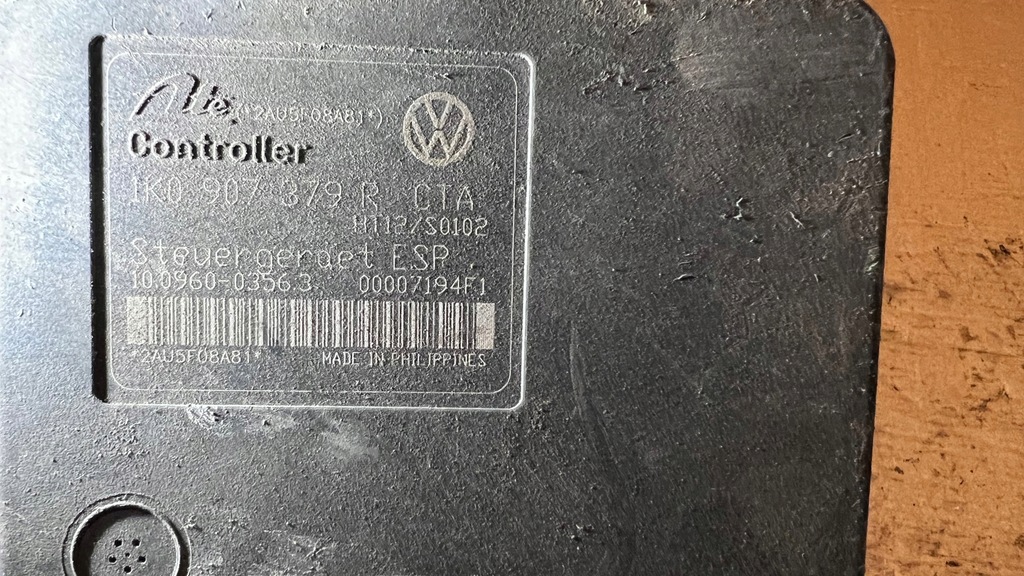 Ate (*2AU5F08A81*)
Controller
1K0 907 379 R CTA
H112/S0102
Steuergeraet ESP
10.0960-0356.3 00007194F1
*2AU5F08A81* MADE IN PHILIPPINES